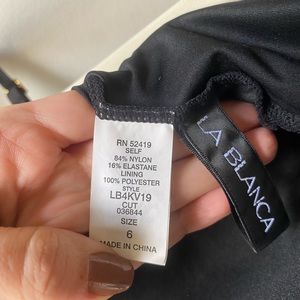 RN 52419
SELF
84% NYLON
16% ELASTANE
LINING
100% POLYESTER
STYLE
LB4KV19
CUT
036844
SIZE
6
MADE IN CHINA
LA BLANCA